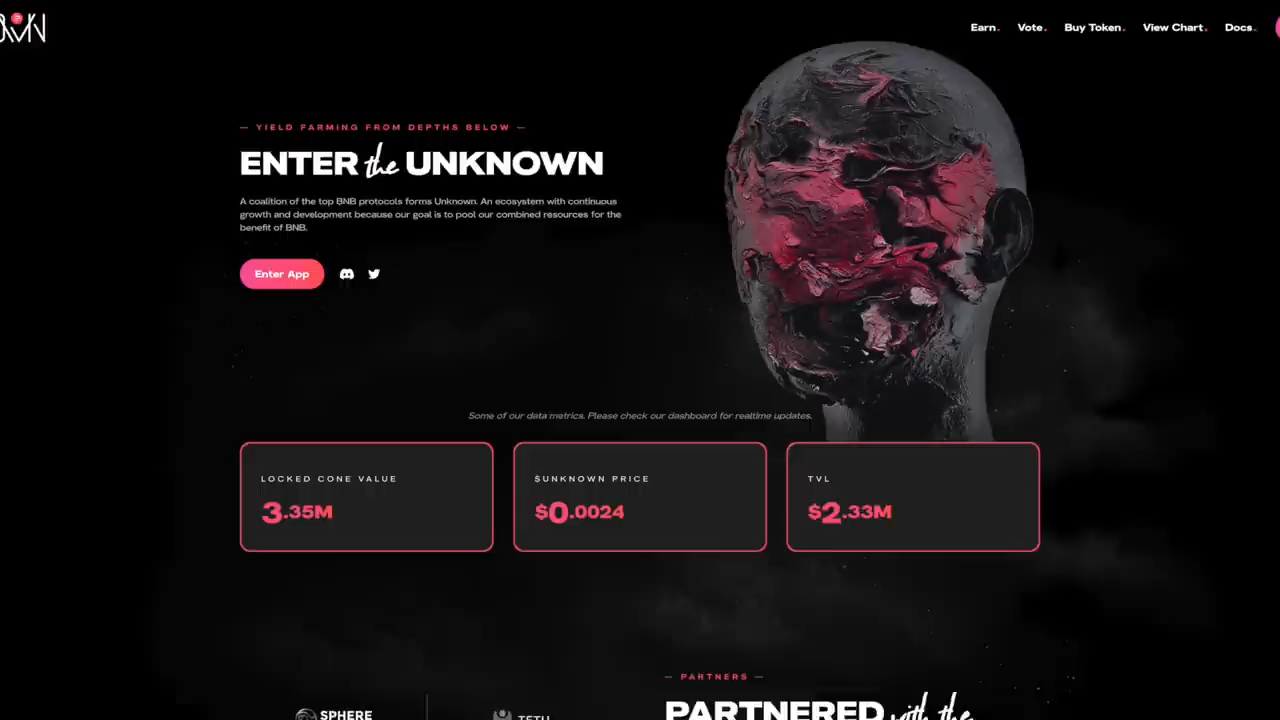 Earn. Vote. Buy Token. View Chart. Docs.
— YIELD FARMING FROM DEPTHS BELOW —
ENTER the UNKNOWN
A coalition of the top BNB protocols forms Unknown. An ecosystem with continuous
growth and development because our goal is to pool our combined resources for the
benefit of BNB.
Enter App
Some of our data metrics. Please check our dashboard for realtime updates.
LOCKED CONE VALUE
3.35M
$UNKNOWN PRICE
$0.0024
TVL
$2.33M
— PARTNERS —
PARTNERED with the
SPHERE
TETU